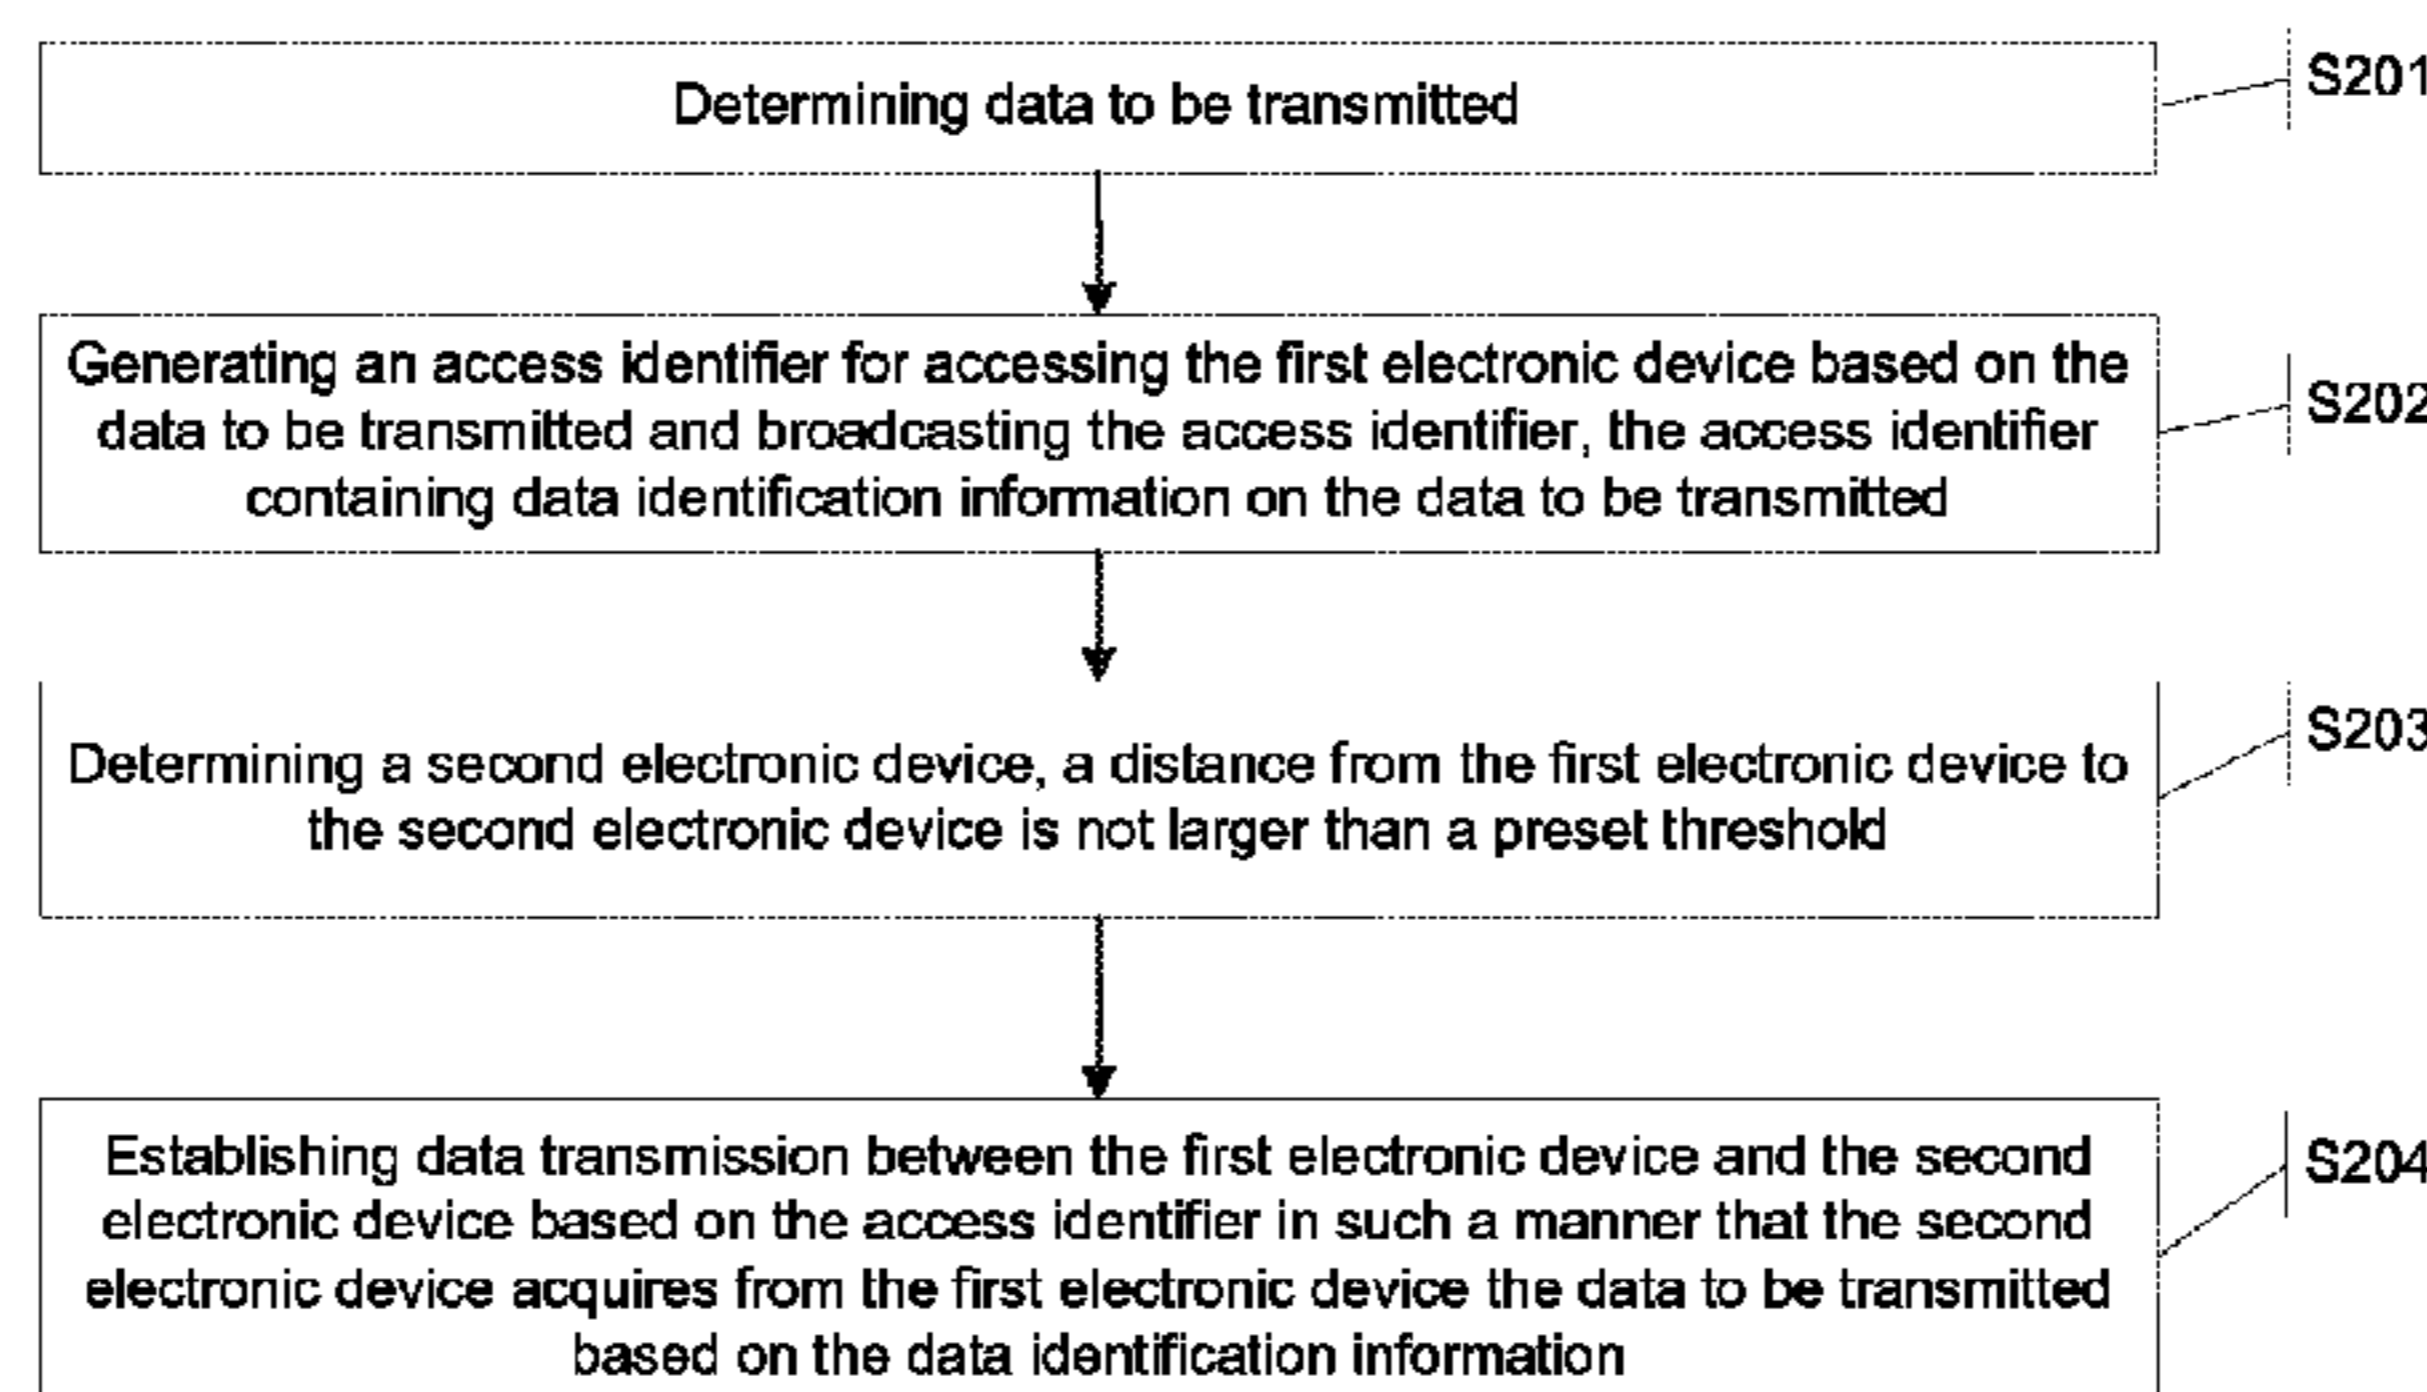 Determining data to be transmitted
S201
Generating an access identifier for accessing the first electronic device based on the
data to be transmitted and broadcasting the access identifier, the access identifier
containing data identification information on the data to be transmitted
S202
Determining a second electronic device, a distance from the first electronic device to
the second electronic device is not larger than a preset threshold
S203
Establishing data transmission between the first electronic device and the second
electronic device based on the access identifier in such a manner that the second
electronic device acquires from the first electronic device the data to be transmitted
based on the data identification information
S204